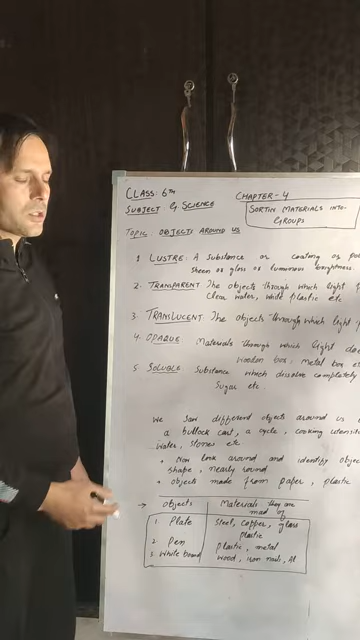 CLASS: 6TH
CHAPTER-4
SUBJECT: G SCIENCE
SORTING MATERIALS INTO
GROUPS
TOPIC: OBJECTS AROUND US
1. LUSTRE: A substance or coating or
sheen or gloss or luminous brightness.
2. TRANSPARENT The objects through which light
Clear water, white plastic etc
3. TRANSLUCENT: The objects through which light
4. OPAQUE Materials through which light
Wooden box, Metal box
5. SOLUBLE Substance which dissolve completely
Sugar etc.
We saw different objects around us
a bullock cart, a cycle, cooking
water, stones etc
Now look around and identify
shape, nearly round
objects made from paper, plastic
→ Objects
Materials they are
made of
1. Plate
Steel, copper, glass
plastic
2. Pen
plastic, metal
3. White board
wood, iron nail, Al